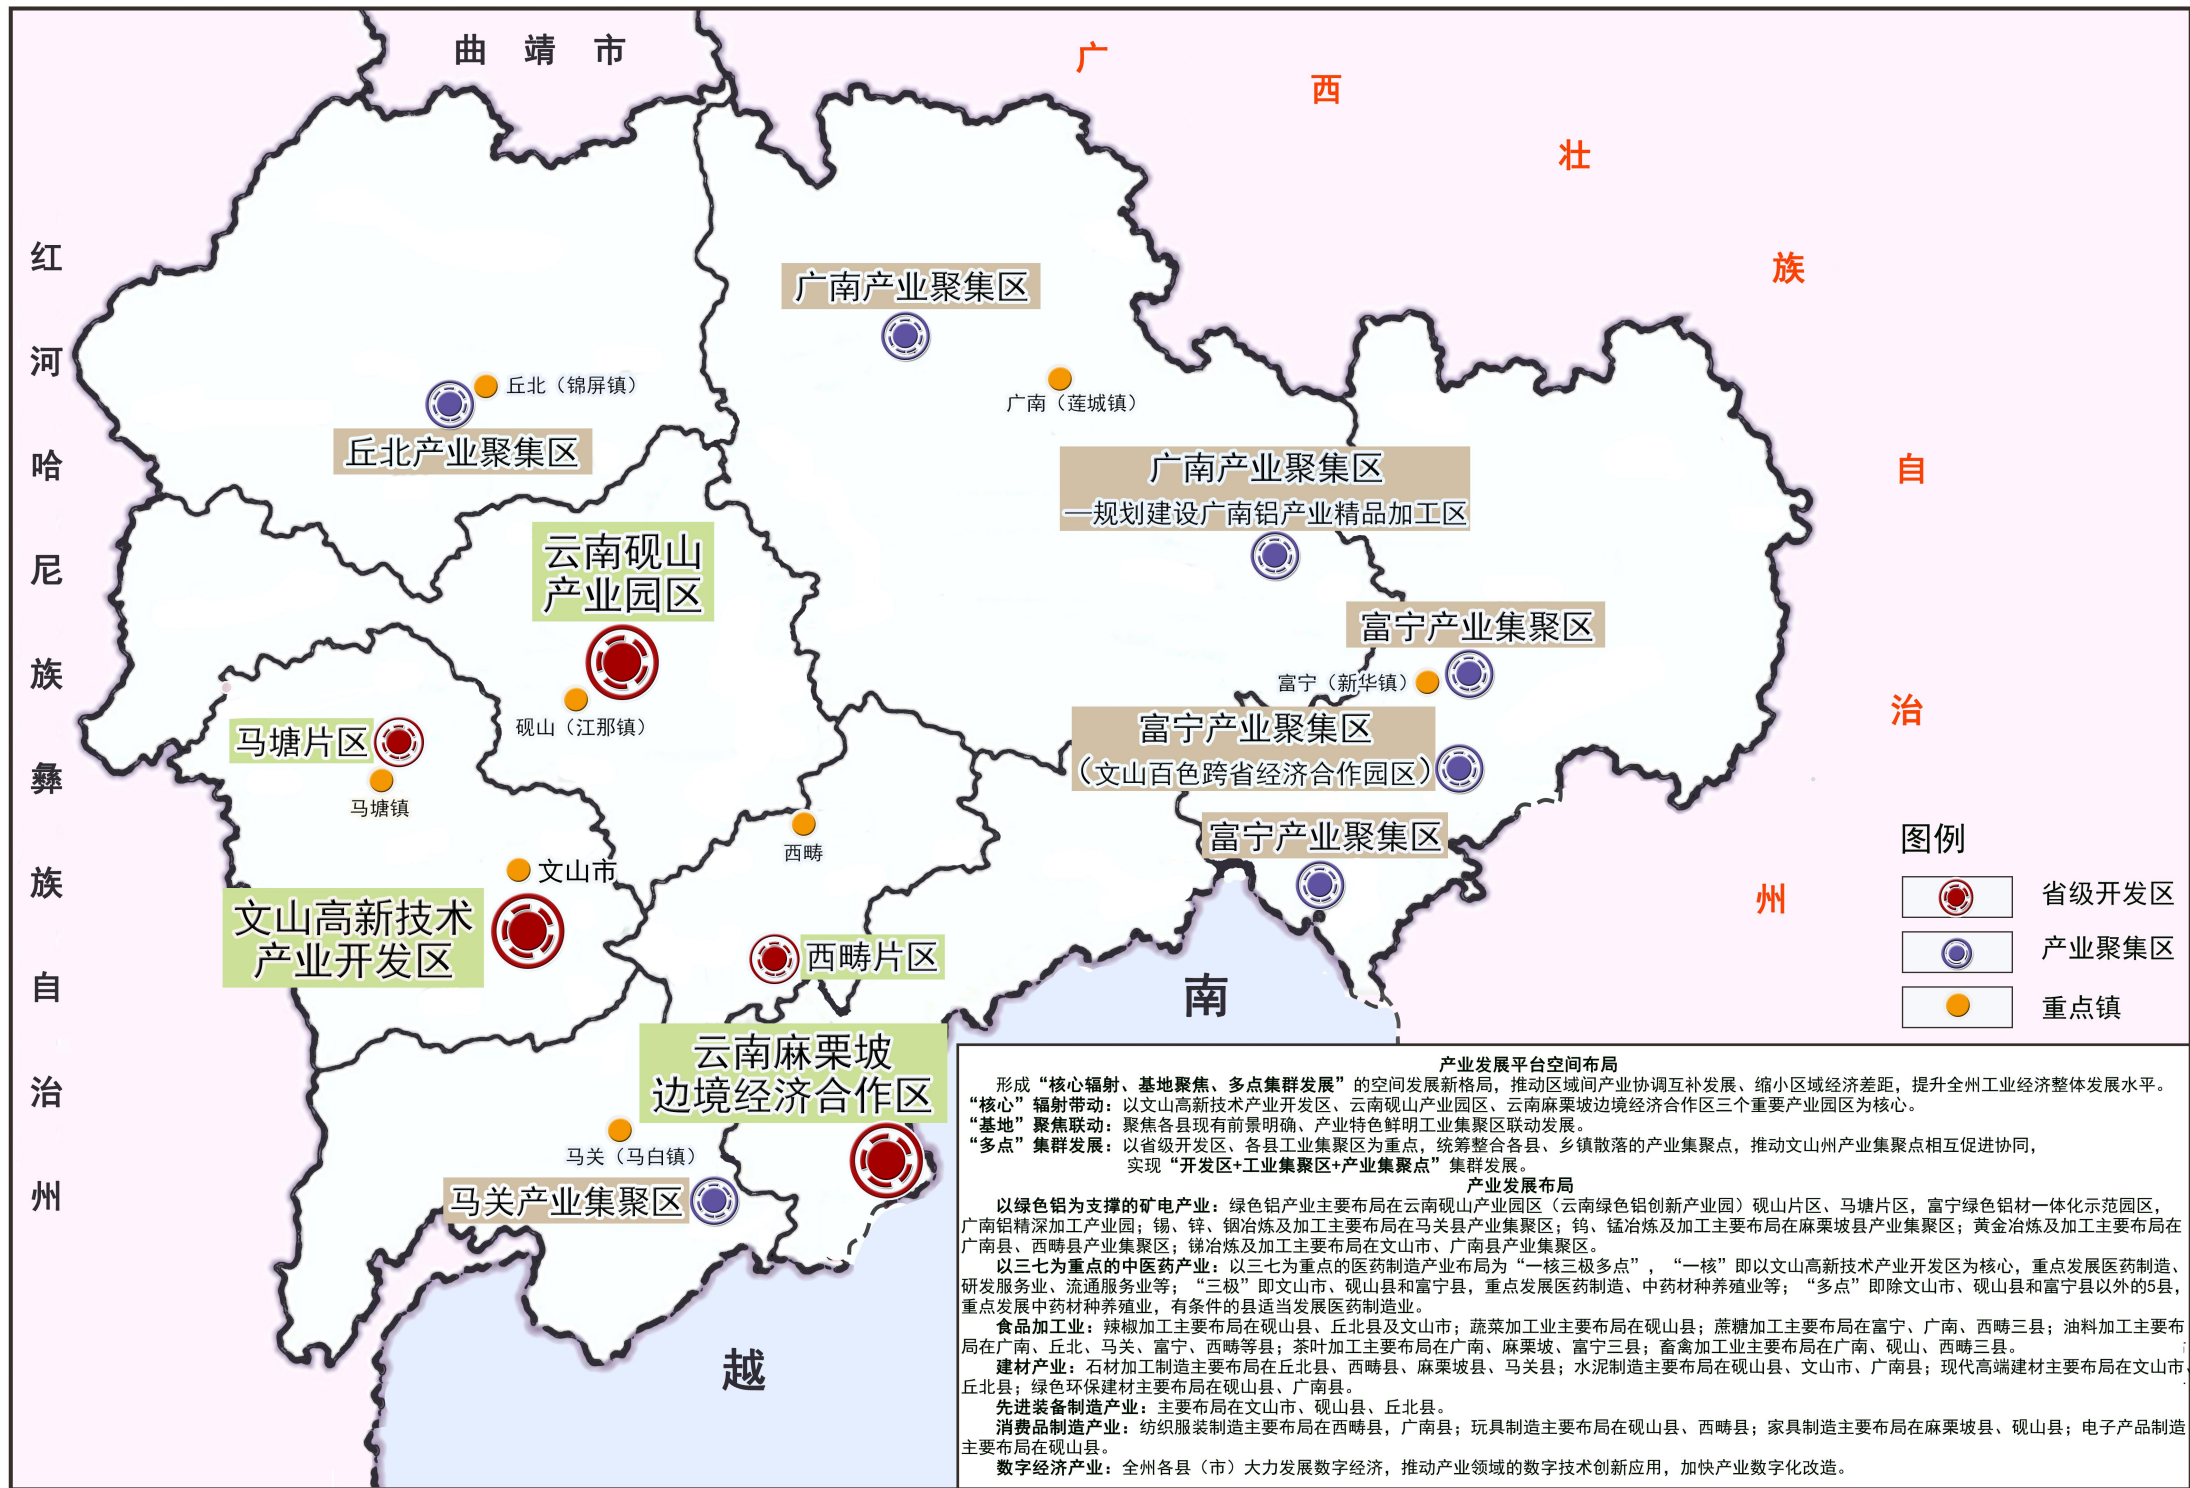 曲靖市
广西壮族自治州
红河哈尼族彝族自治州
广南产业聚集区
丘北（锦屏镇）
丘北产业聚集区
广南（莲城镇）
广南产业聚集区
—规划建设广南铝产业精品加工区
云南砚山
产业园区
砚山（江那镇）
富宁产业集聚区
富宁（新华镇）
富宁产业聚集区
（文山百色跨省经济合作园区）
富宁产业聚集区
马塘片区
马塘镇
西畴
文山市
文山高新技术
产业开发区
西畴片区
云南麻栗坡
边境经济合作区
马关（马白镇）
马关产业集聚区
越南
图例
省级开发区
产业聚集区
重点镇
产业发展平台空间布局
形成“核心辐射、基地聚焦、多点集群发展”的空间发展新格局，推动区域间产业协调互补发展、缩小区域经济差距，提升全州工业经济整体发展水平。
“核心”辐射带动：以文山高新技术产业开发区、云南砚山产业园区、云南麻栗坡边境经济合作区三个重要产业园区为核心。
“基地”聚焦联动：聚焦各县现有前景明确、产业特色鲜明工业集聚区联动发展。
“多点”集群发展：以省级开发区、各县工业集聚区为重点，统筹整合各县、乡镇散落的产业集聚点，推动文山州产业集聚点相互促进协同，
实现“开发区+工业集聚区+产业集聚点”集群发展。
产业发展布局
以绿色铝为支撑的矿电产业：绿色铝产业主要布局在云南砚山产业园区（云南绿色铝创新产业园）砚山片区、马塘片区，富宁绿色铝材一体化示范园区，
广南铝精深加工产业园；锡、锌、铟冶炼及加工主要布局在马关县产业集聚区；钨、锰冶炼及加工主要布局在麻栗坡县产业集聚区；黄金冶炼及加工主要布局在
广南县、西畴县产业集聚区；锑冶炼及加工主要布局在文山市、广南县产业集聚区。
以三七为重点的中医药产业：以三七为重点的医药制造产业布局为“一核三极多点”，“一核”即以文山高新技术产业开发区为核心，重点发展医药制造、
研发服务业、流通服务业等；“三极”即文山市、砚山县和富宁县，重点发展医药制造、中药材种养殖业等；“多点”即除文山市、砚山县和富宁县以外的5县，
重点发展中药材种养殖业，有条件的县适当发展医药制造业。
食品加工业：辣椒加工主要布局在砚山县、丘北县及文山市；蔬菜加工业主要布局在砚山县；蔗糖加工主要布局在富宁、广南、西畴三县；油料加工主要布
局在广南、丘北、马关、富宁、西畴等县；茶叶加工主要布局在广南、麻栗坡、富宁三县；畜禽加工业主要布局在广南、砚山、西畴三县。
建材产业：石材加工制造主要布局在丘北县、西畴县、麻栗坡县、马关县；水泥制造主要布局在砚山县、文山市、广南县；现代高端建材主要布局在文山市、
丘北县；绿色环保建材主要布局在砚山县、广南县。
先进装备制造产业：主要布局在文山市、砚山县、丘北县。
消费品制造产业：纺织服装制造主要布局在西畴县，广南县；玩具制造主要布局在砚山县、西畴县；家具制造主要布局在麻栗坡县、砚山县；电子产品制造
主要布局在砚山县。
数字经济产业：全州各县（市）大力发展数字经济，推动产业领域的数字技术创新应用，加快产业数字化改造。